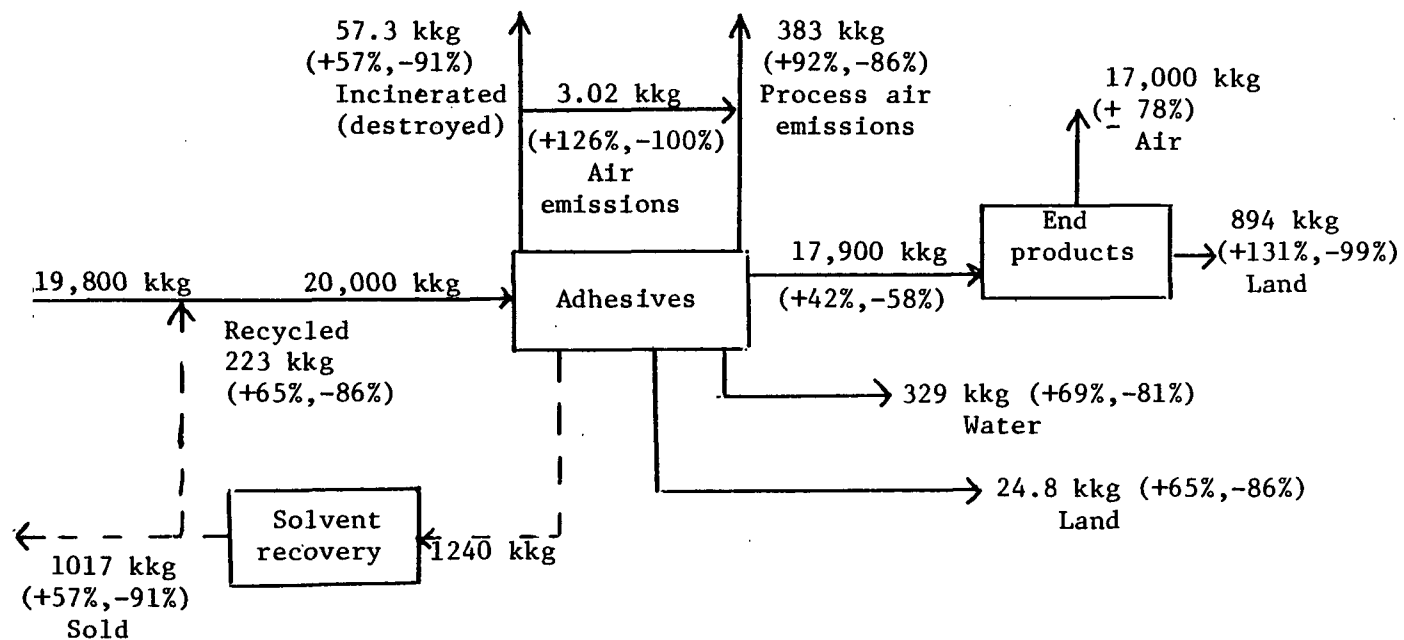 57.3 kkg
(+57%,-91%)
Incinerated
(destroyed)
3.02 kkg
(+126%,-100%)
Air
emissions
383 kkg
(+92%,-86%)
Process air
emissions
17,000 kkg
(± 78%)
Air
End
products
894 kkg
(+131%,-99%)
Land
19,800 kkg
20,000 kkg
Adhesives
17,900 kkg
(+42%,-58%)
Recycled
223 kkg
(+65%,-86%)
329 kkg (+69%,-81%)
Water
24.8 kkg (+65%,-86%)
Land
Solvent
recovery
1240 kkg
1017 kkg
(+57%,-91%)
Sold